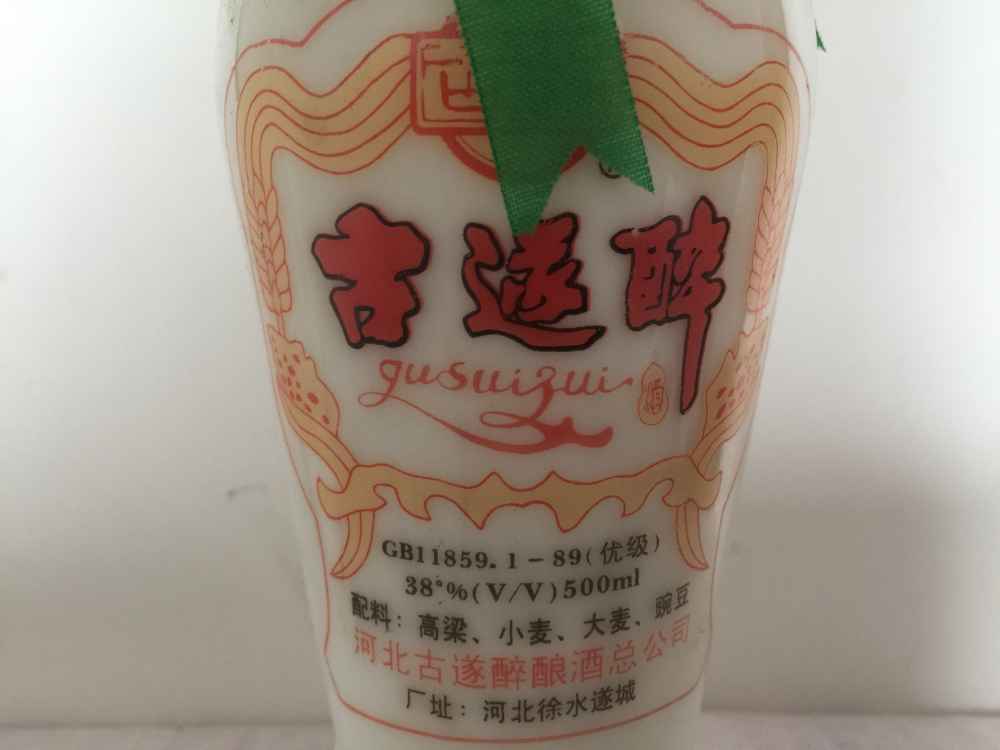 古遂醉
gusuizui
酒
GB11859.1-89(优级)
38°%(V/V)500ml
配料：高粱、小麦、大麦、豌豆
河北古遂醉酿酒总公司
厂址：河北徐水遂城